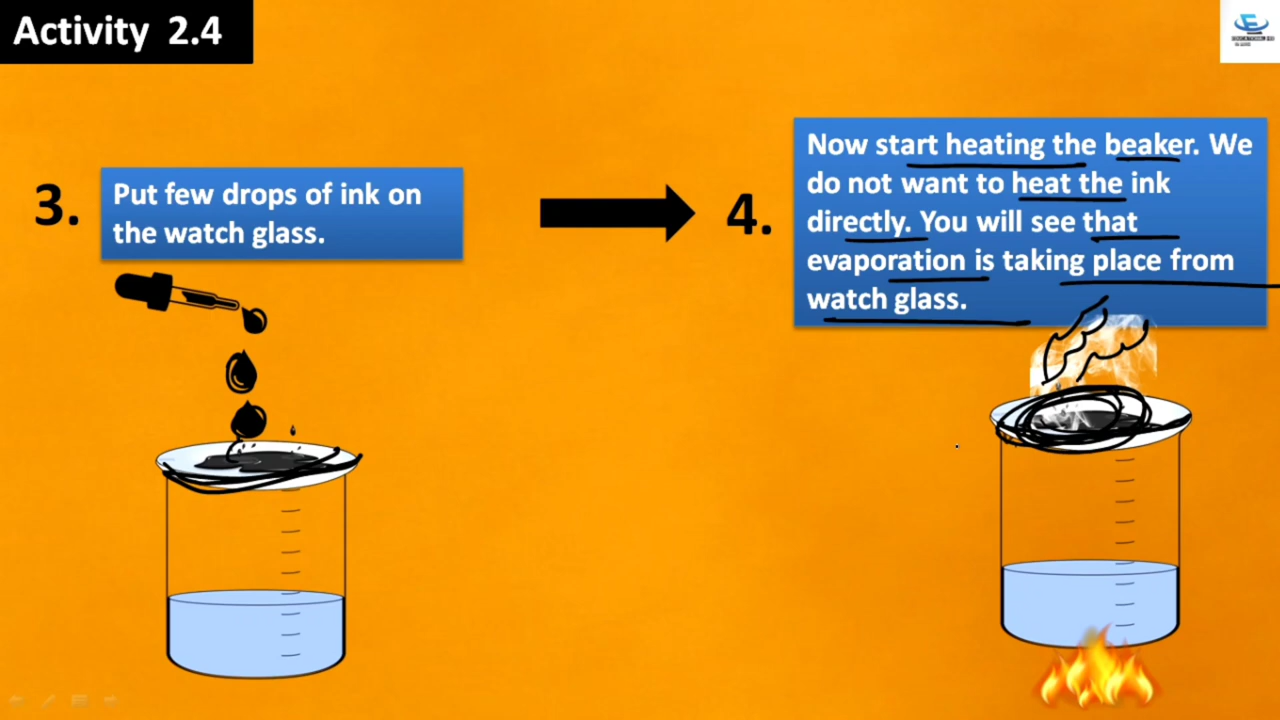 Activity 2.4
3.
Put few drops of ink on
the watch glass.
4.
Now start heating the beaker. We
do not want to heat the ink
directly. You will see that
evaporation is taking place from
watch glass.